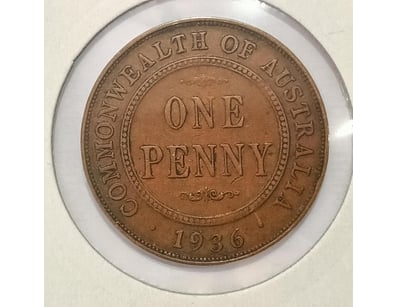 COMMONWEALTH OF AUSTRALIA
ONE
PENNY
1936